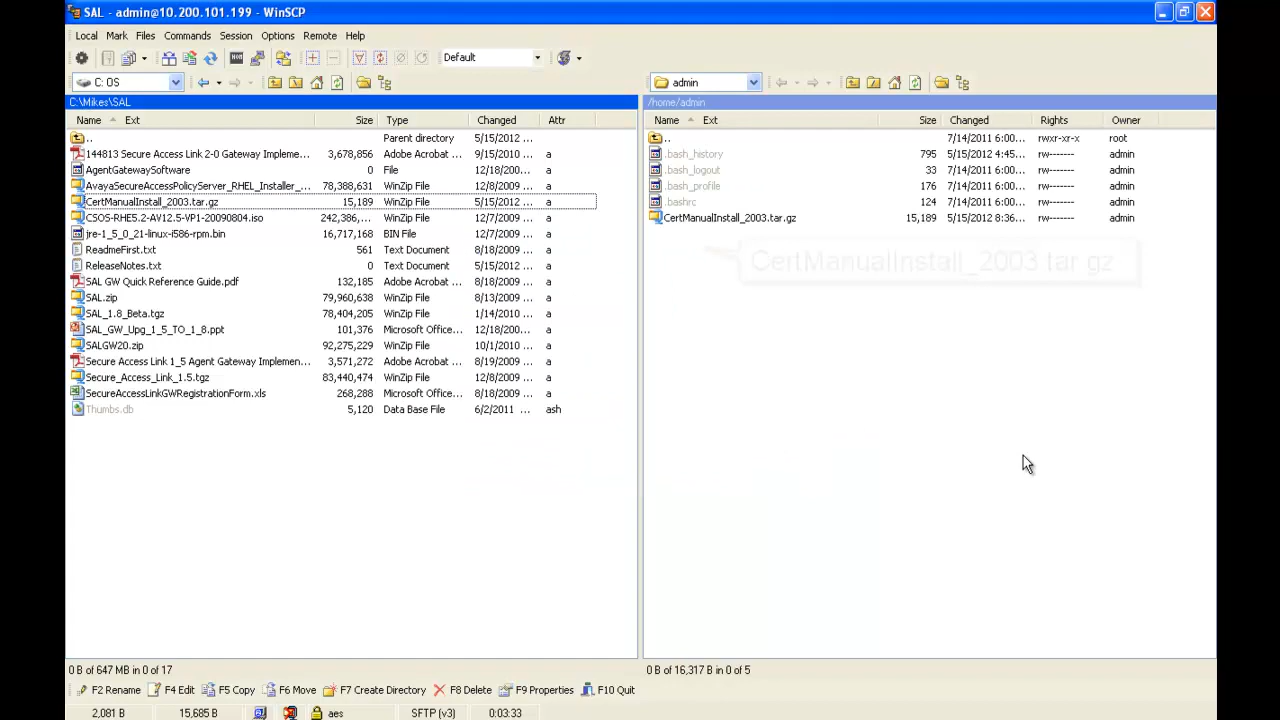 SAL - admin@10.200.101.199 - WinSCP
Local Mark Files Commands Session Options Remote Help
Default
C: OS
admin
C:\Mikes\SAL
/home/admin
Name Ext Size Type Changed Attr
.. Parent directory 5/15/2012 ...
144813 Secure Access Link 2-0 Gateway Impleme... 3,678,856 Adobe Acrobat ... 9/15/2010 ... a
AgentGatewaySoftware 0 File 12/18/200... a
AvayaSecureAccessPolicyServer_RHEL_Installer_... 78,388,631 WinZip File 12/8/2009 ... a
CertManualInstall_2003.tar.gz 15,189 WinZip File 5/15/2012 ... a
CSOS-RHE5.2-AV12.5-VP1-20090804.iso 242,386,... WinZip File 12/7/2009 ... a
jre-1_5_0_21-linux-i586-rpm.bin 16,717,168 BIN File 12/7/2009 ... a
ReadmeFirst.txt 561 Text Document 8/18/2009 ... a
ReleaseNotes.txt 0 Text Document 5/15/2012 ... a
SAL GW Quick Reference Guide.pdf 132,185 Adobe Acrobat ... 8/18/2009 ... a
SAL.zip 79,960,638 WinZip File 8/13/2009 ... a
SAL_1.8_Beta.tgz 78,404,205 WinZip File 1/14/2010 ... a
SAL_GW_Upg_1_5_TO_1_8.ppt 101,376 Microsoft Office... 12/18/200... a
SALGW20.zip 92,275,229 WinZip File 10/1/2010 ... a
Secure Access Link 1_5 Agent Gateway Implemen... 3,571,272 Adobe Acrobat ... 8/19/2009 ... a
Secure_Access_Link_1.5.tgz 83,440,474 WinZip File 12/8/2009 ... a
SecureAccessLinkGWRegistrationForm.xls 268,288 Microsoft Office... 8/18/2009 ... a
Thumbs.db 5,120 Data Base File 6/2/2011 ... ash
Name Ext Size Changed Rights Owner
.. 7/14/2011 6:00... rwxr-xr-x root
.bash_history 795 5/15/2012 4:45... rw------- admin
.bash_logout 33 7/14/2011 6:00... rw------- admin
.bash_profile 176 7/14/2011 6:00... rw------- admin
.bashrc 124 7/14/2011 6:00... rw------- admin
CertManualInstall_2003.tar.gz 15,189 5/15/2012 8:36... rw------- admin
CertManualInstall_2003 tar gz
0 B of 647 MB in 0 of 17
0 B of 16,317 B in 0 of 5
F2 Rename F4 Edit F5 Copy F6 Move F7 Create Directory F8 Delete F9 Properties F10 Quit
2,081 B 15,685 B aes SFTP (v3) 0:03:33